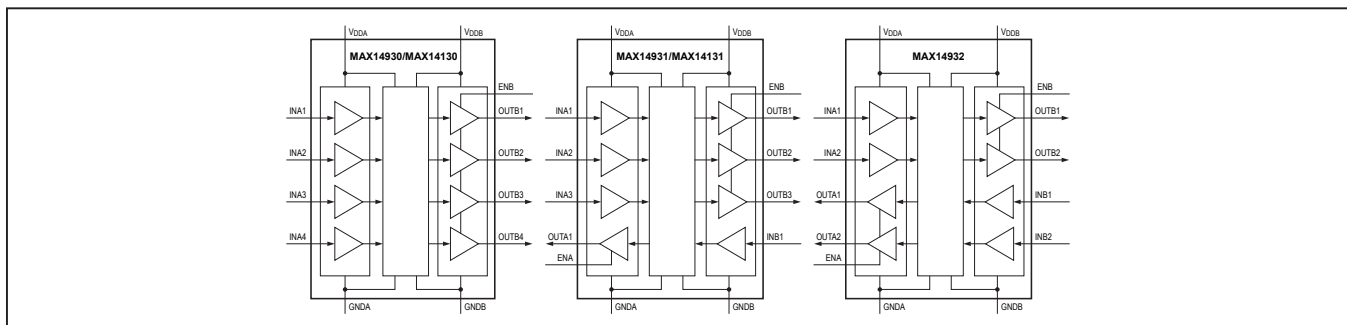 VDDA
VDDB
MAX14930/MAX14130
ENB
INA1
OUTB1
INA2
OUTB2
INA3
OUTB3
INA4
OUTB4
GNDA
GNDB
VDDA
VDDB
MAX14931/MAX14131
ENB
INA1
OUTB1
INA2
OUTB2
INA3
OUTB3
OUTA1
INB1
ENA
GNDA
GNDB
VDDA
VDDB
MAX14932
ENB
INA1
OUTB1
INA2
OUTB2
OUTA1
INB1
OUTA2
INB2
ENA
GNDA
GNDB